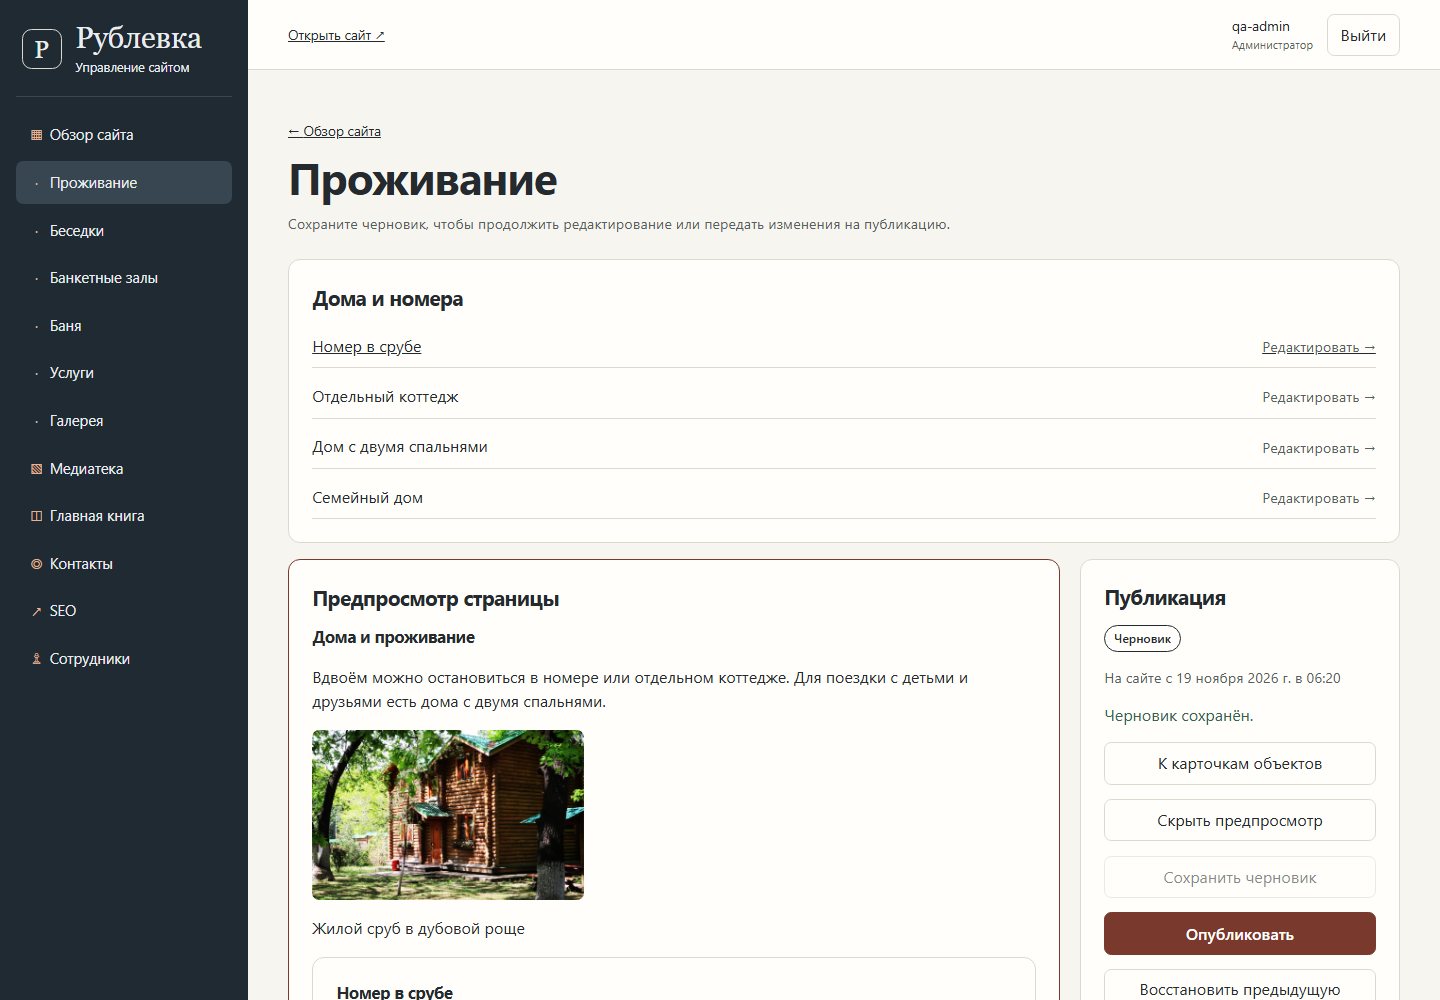 Р
Рублевка
Управление сайтом
Обзор сайта
Проживание
Беседки
Банкетные залы
Баня
Услуги
Галерея
Медиатека
Главная книга
Контакты
SEO
Сотрудники
Открыть сайт ↗
qa-admin
Администратор
Выйти
← Обзор сайта
Проживание
Сохраните черновик, чтобы продолжить редактирование или передать изменения на публикацию.
Дома и номера
Номер в срубе Редактировать →
Отдельный коттедж Редактировать →
Дом с двумя спальнями Редактировать →
Семейный дом Редактировать →
Предпросмотр страницы
Дома и проживание
Вдвоём можно остановиться в номере или отдельном коттедже. Для поездки с детьми и
друзьями есть дома с двумя спальнями.
Жилой сруб в дубовой роще
Номер в срубе
Публикация
Черновик
На сайте с 19 ноября 2026 г. в 06:20
Черновик сохранён.
К карточкам объектов
Скрыть предпросмотр
Сохранить черновик
Опубликовать
Восстановить предыдущую